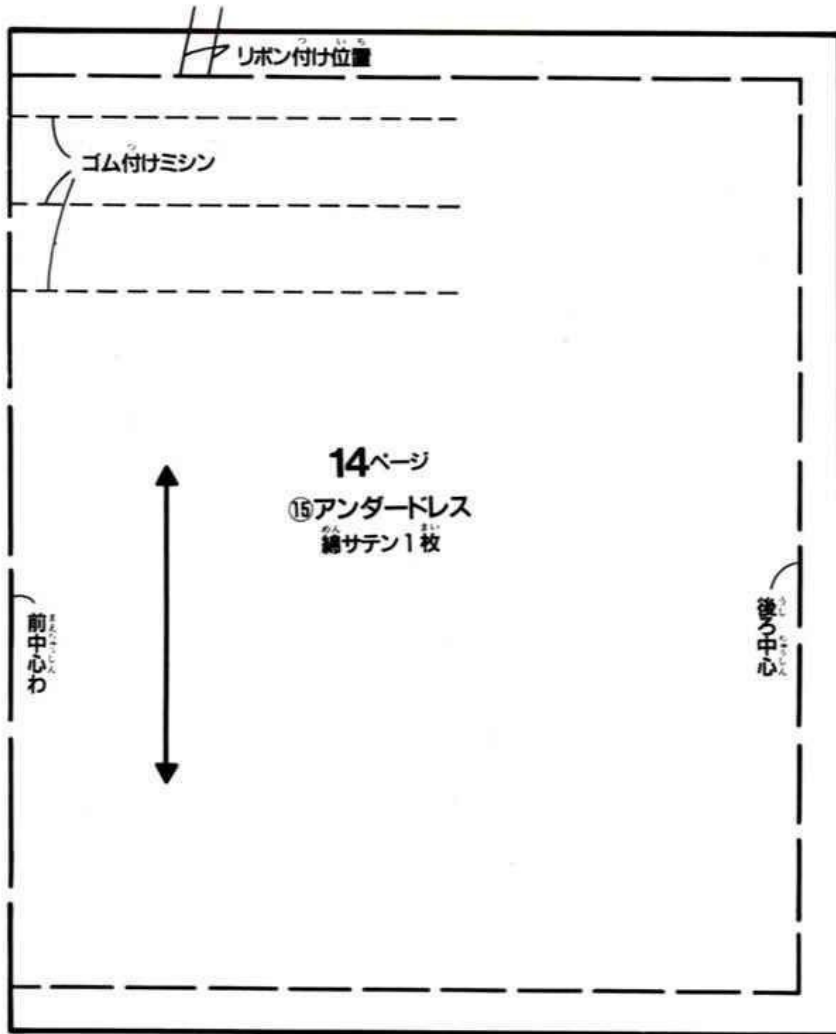 リボン付け位置
ゴム付けミシン
14ページ
⑮アンダードレス
綿サテン1枚
前中心わ
後ろ中心